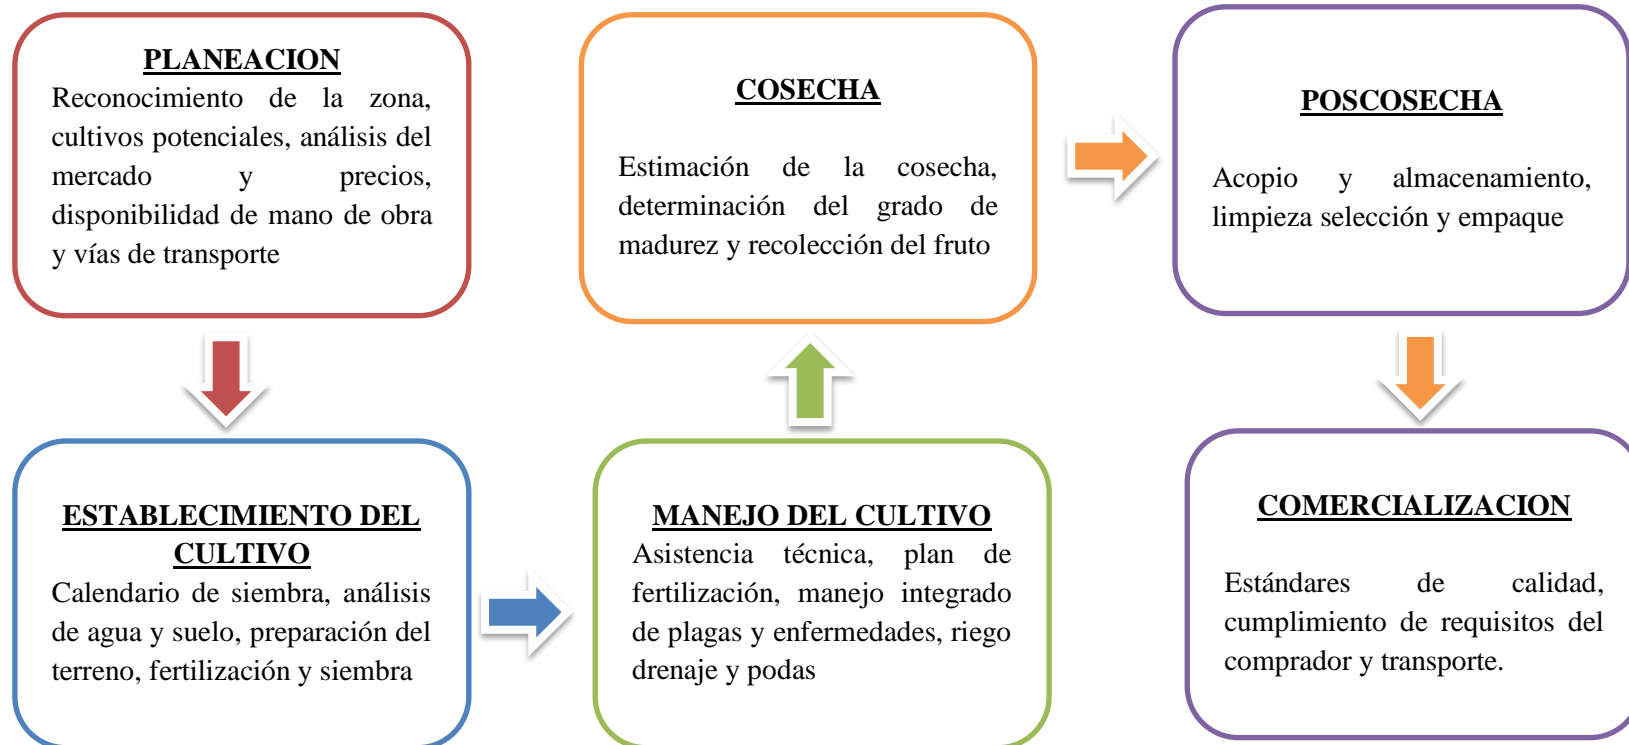 PLANEACION
Reconocimiento de la zona,
cultivos potenciales, análisis del
mercado y precios,
disponibilidad de mano de obra
y vías de transporte
ESTABLECIMIENTO DEL
CULTIVO
Calendario de siembra, análisis
de agua y suelo, preparación del
terreno, fertilización y siembra
MANEJO DEL CULTIVO
Asistencia técnica, plan de
fertilización, manejo integrado
de plagas y enfermedades, riego
drenaje y podas
COSECHA
Estimación de la cosecha,
determinación del grado de
madurez y recolección del fruto
POSCOSECHA
Acopio y almacenamiento,
limpieza selección y empaque
COMERCIALIZACION
Estándares de calidad,
cumplimiento de requisitos del
comprador y transporte.